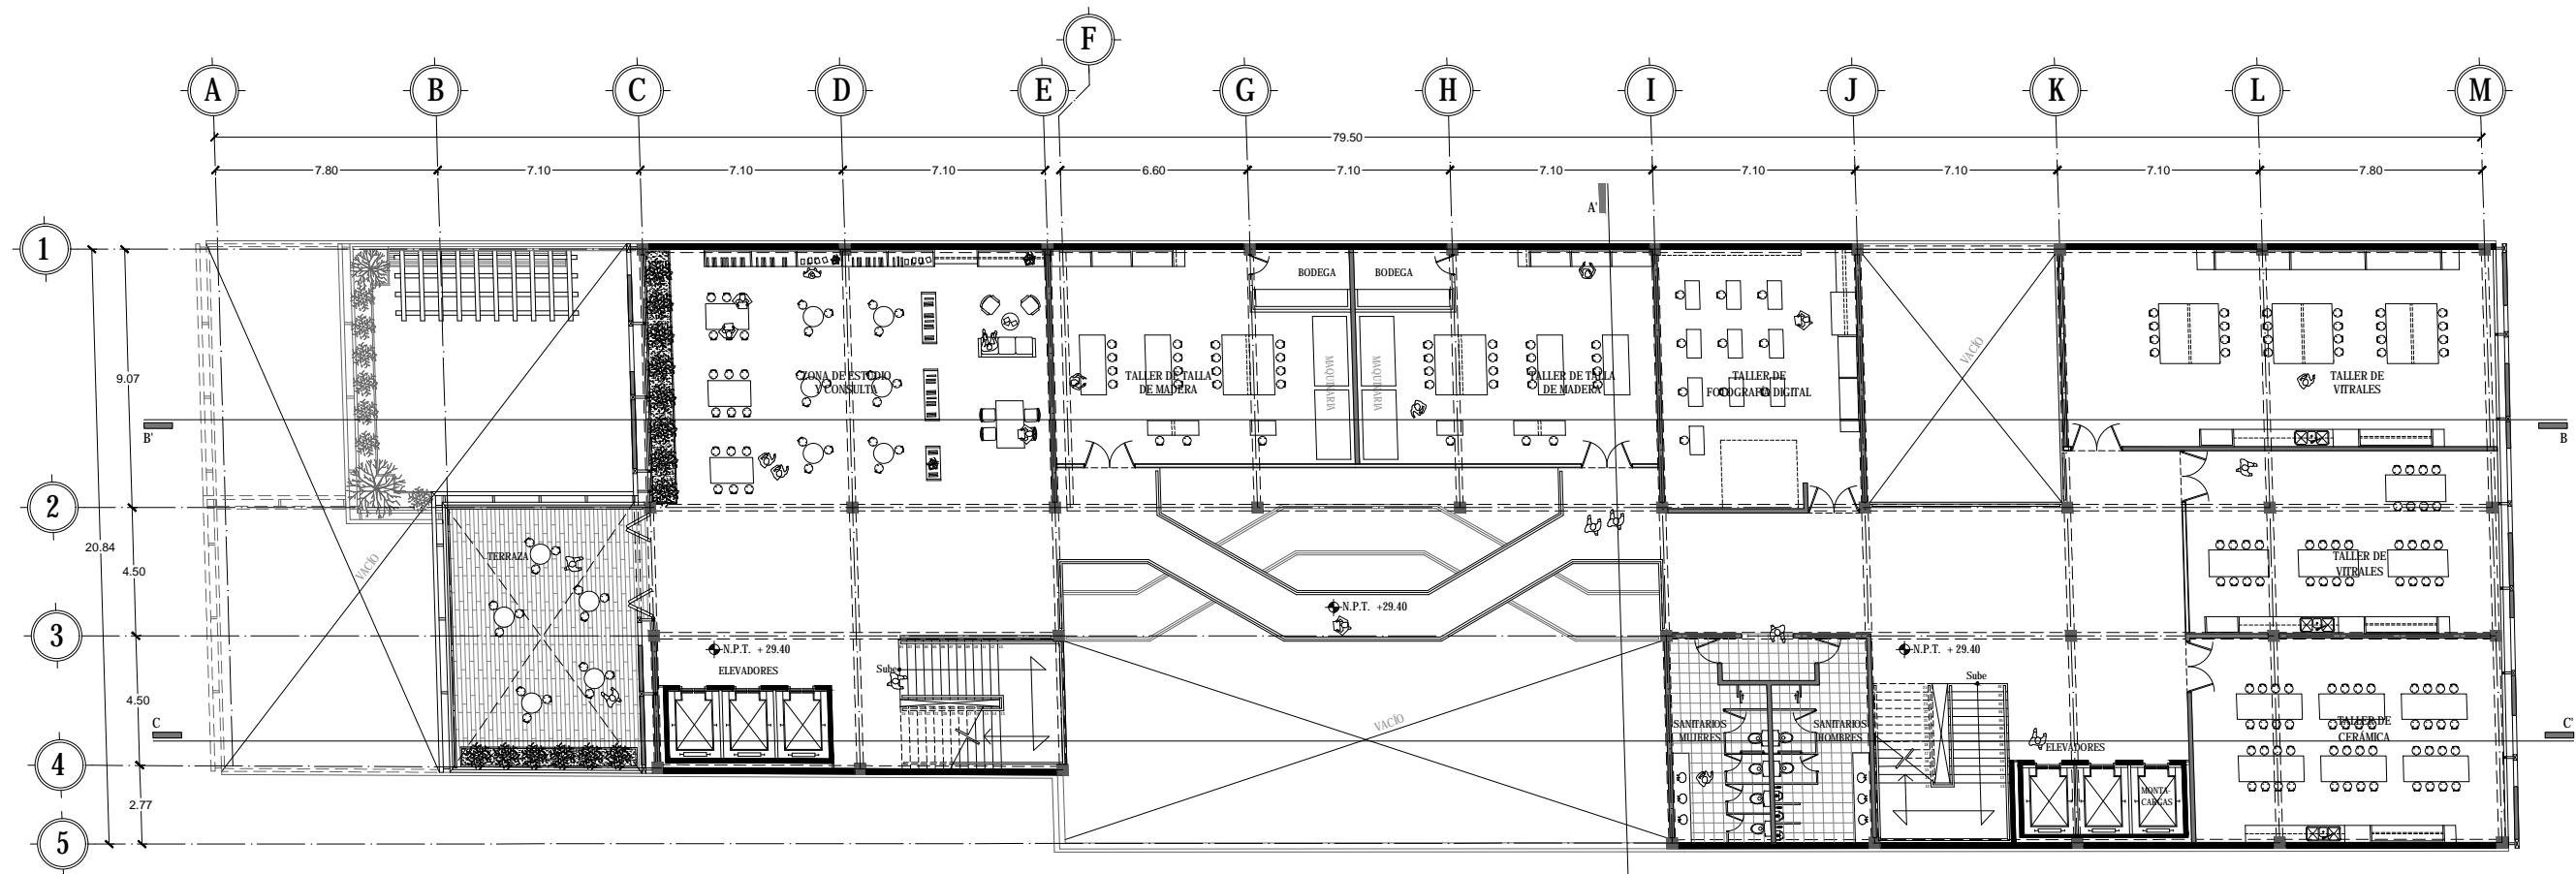 F
A B C D E G H I J K L M
79.50
7.80 7.10 7.10 7.10 6.60 7.10 7.10 7.10 7.10 7.10 7.80
A'
1
BODEGA BODEGA
VACÍO
MAQUINARIA MAQUINARIA
9.07
ZONA DE ESTUDIO
Y CONSULTA
TALLER DE TALLA
DE MADERA
TALLER DE TALLA
DE MADERA
TALLER DE
FOTOGRAFÍA DIGITAL
TALLER DE
VITRALES
B' B
2
20.84
4.50
TERRAZA
VACÍO
TALLER DE
VITRALES
N.P.T. +29.40
3
N.P.T. + 29.40
N.P.T. + 29.40
ELEVADORES
Sube
Sube
4.50
C C'
VACÍO
SANITARIOS
MUJERES
SANITARIOS
HOMBRES
TALLER DE
CERÁMICA
ELEVADORES
4
MONTA-
CARGAS
2.77
5